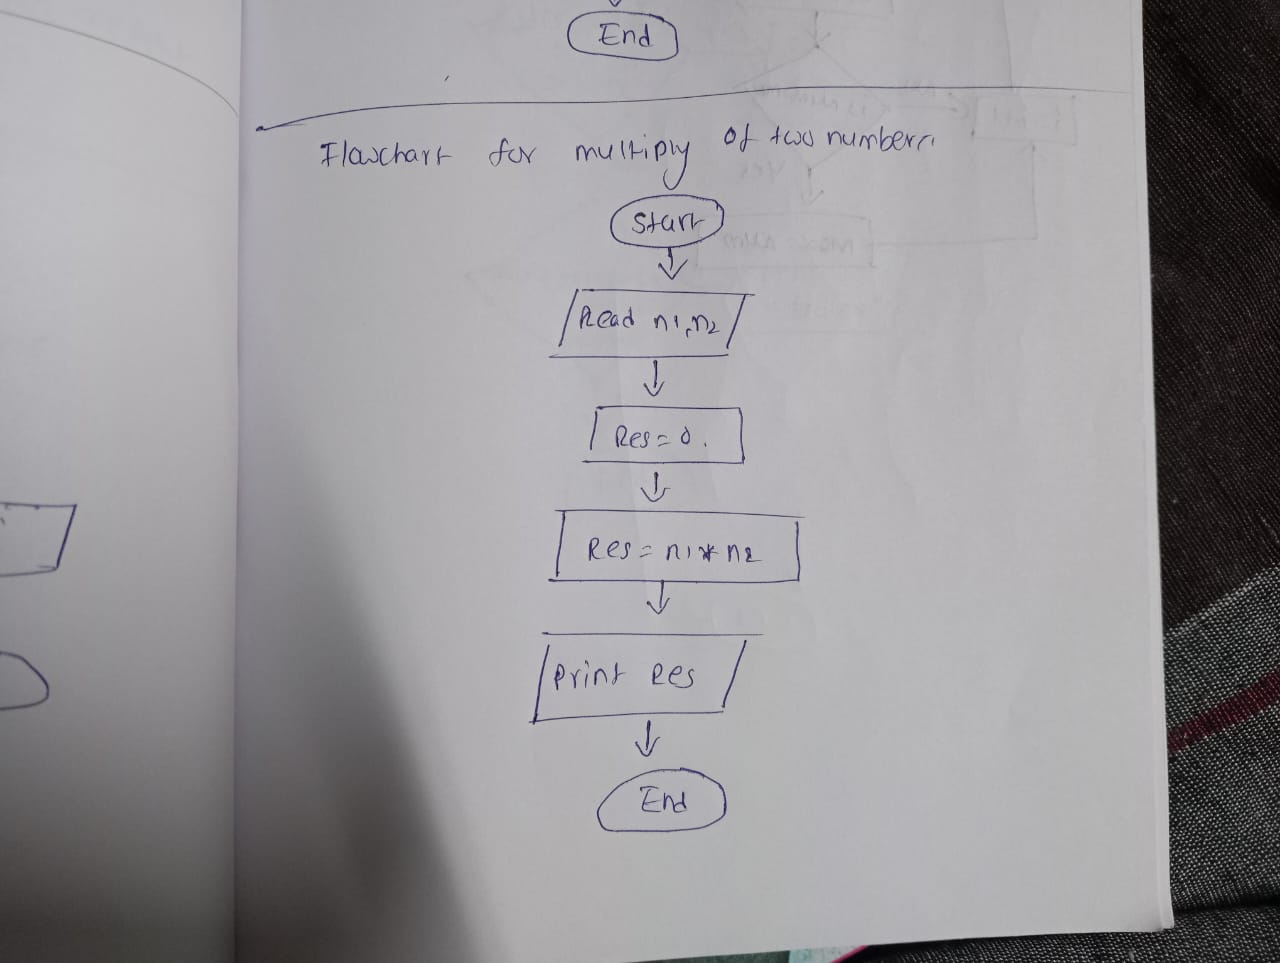 End
Flowchart for multiply of two numbers.
Start
Read n1, n2
Res = 0.
Res = n1 * n2
Print Res
End